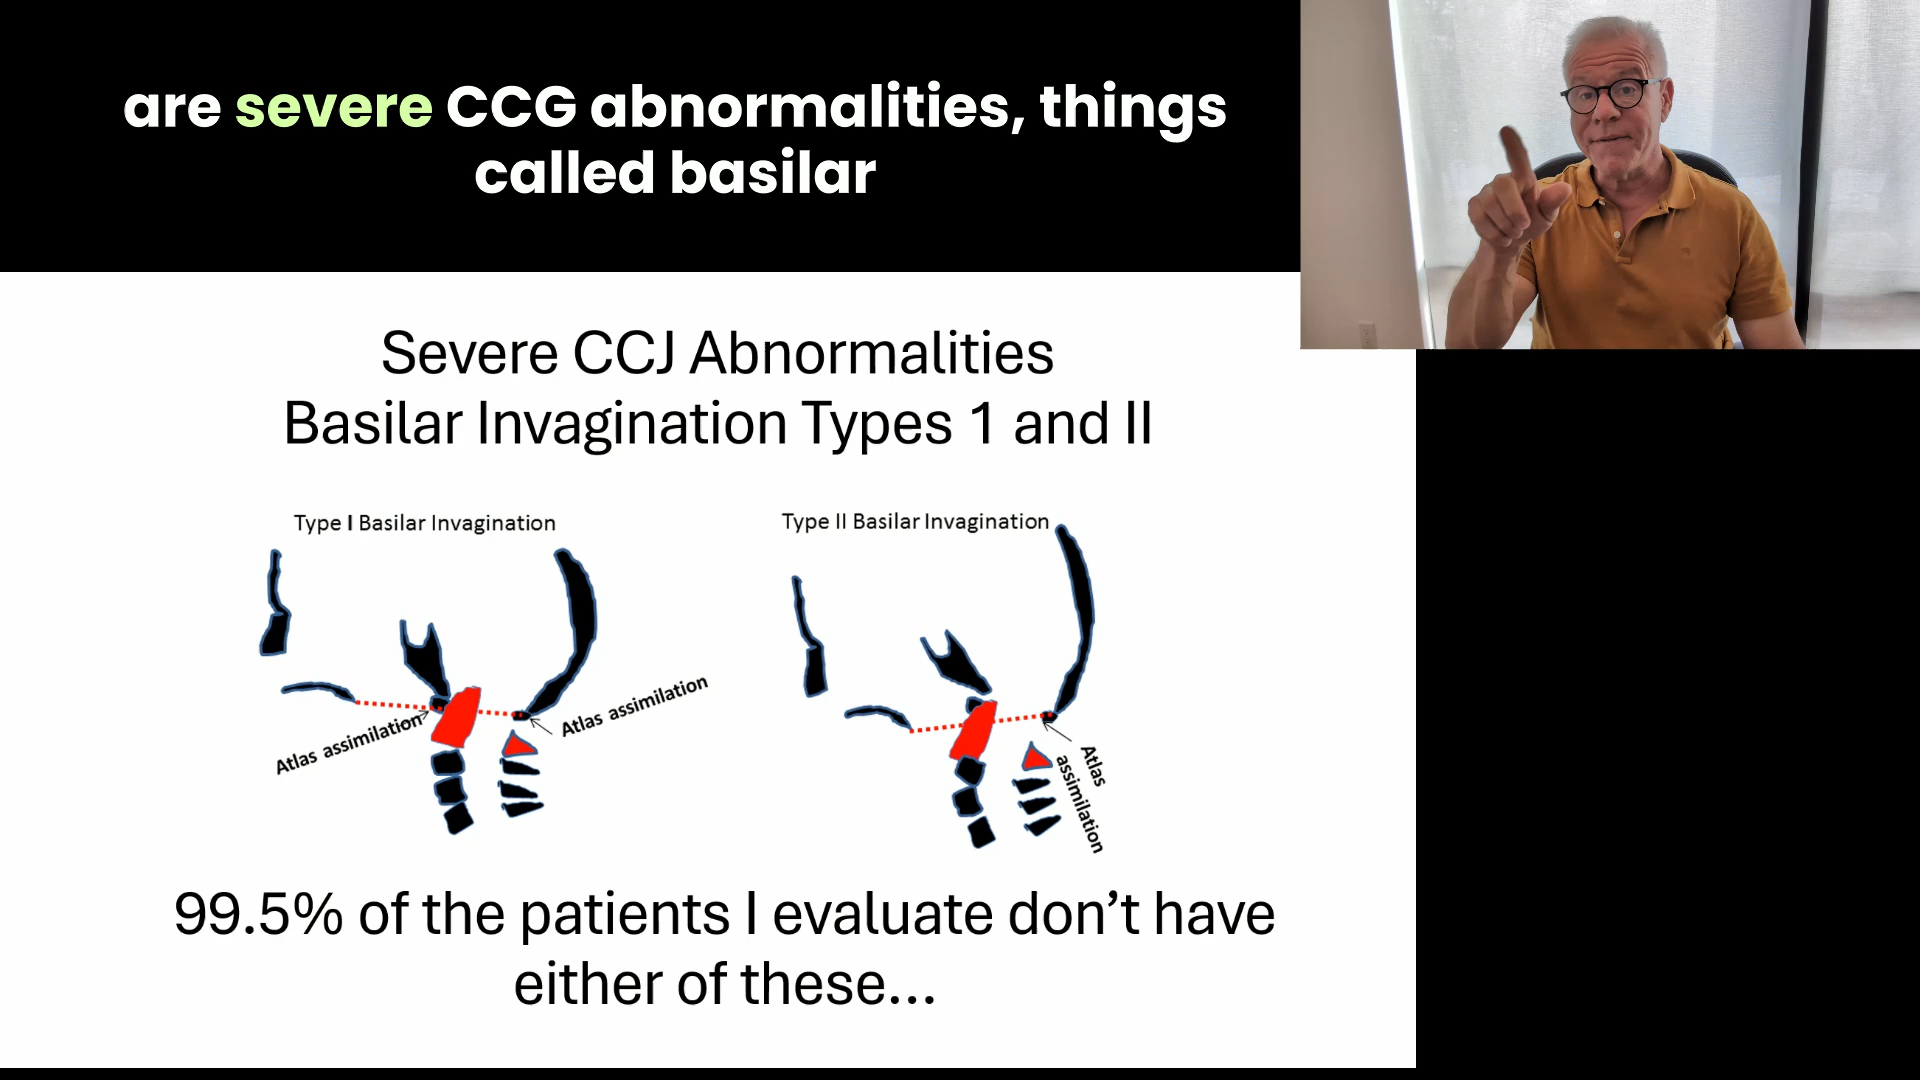 are severe CCG abnormalities, things
called basilar
Severe CCJ Abnormalities
Basilar Invagination Types 1 and II
Type I Basilar Invagination
Type II Basilar Invagination
Atlas assimilation
Atlas assimilation
Atlas
assimilation
99.5% of the patients I evaluate don’t have
either of these...